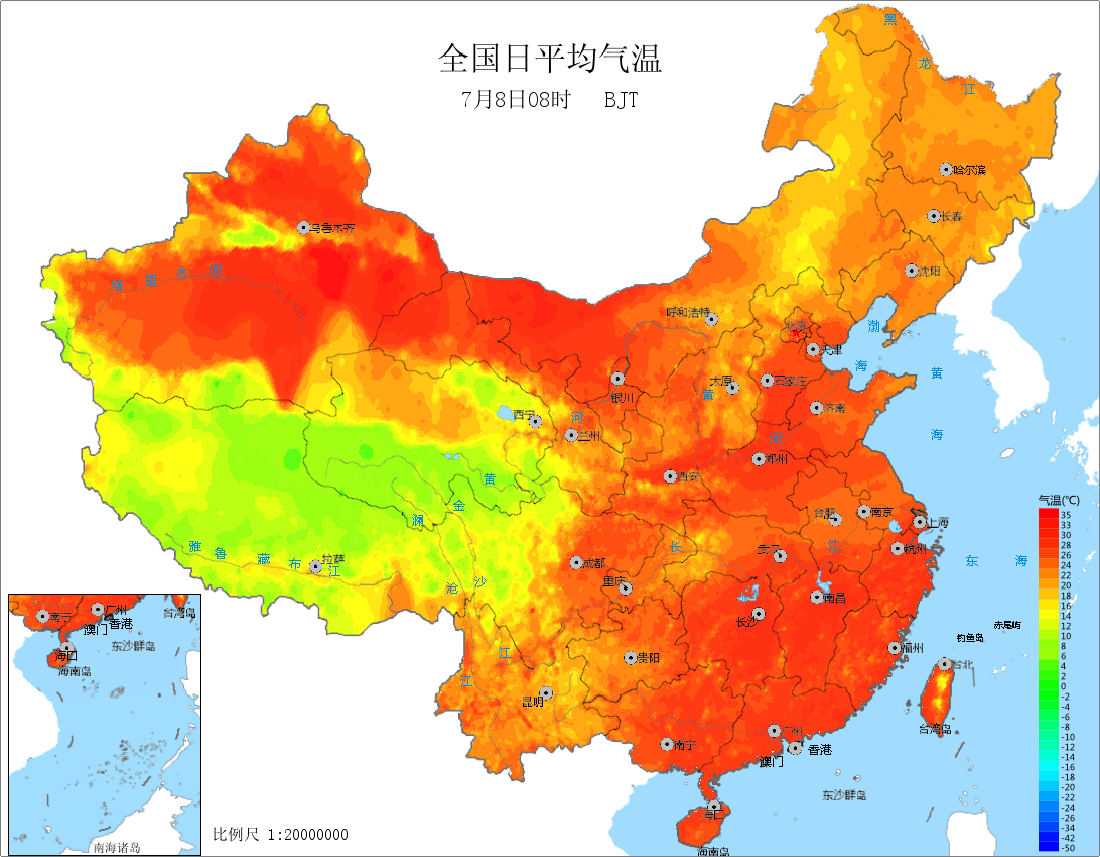 全国日平均气温
7月8日08时 BJT
黑
龙
江
哈尔滨
长春
沈阳
乌鲁木齐
塔里木河
呼和浩特
北京
天津
渤海
银川
太原
石家庄
济南
黄海
西宁
兰州
河
黄
西安
郑州
河
黄
澜
金
沧
沙
江
江
雅鲁藏布江
拉萨
成都
重庆
长
江
武汉
合肥
南京
上海
杭州
东海
长沙
南昌
贵阳
昆明
福州
台北
台湾岛
钓鱼岛
赤尾屿
南宁
广州
澳门
香港
东沙群岛
海口
海南岛
南宁
广州
澳门
香港
台湾岛
东沙群岛
海口
海南岛
南海诸岛
比例尺 1:20000000
气温(℃)
35
33
30
28
26
24
22
20
18
16
14
12
10
8
6
4
2
0
-2
-4
-6
-8
-10
-12
-14
-16
-18
-20
-22
-24
-26
-34
-42
-50